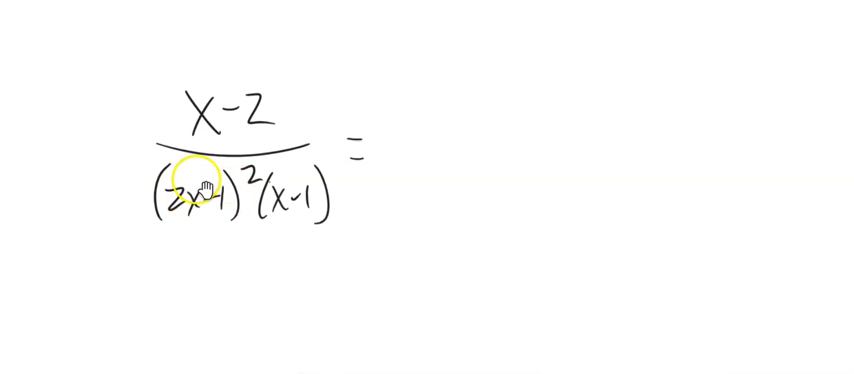 x-2
(2x-1)²(x-1) =